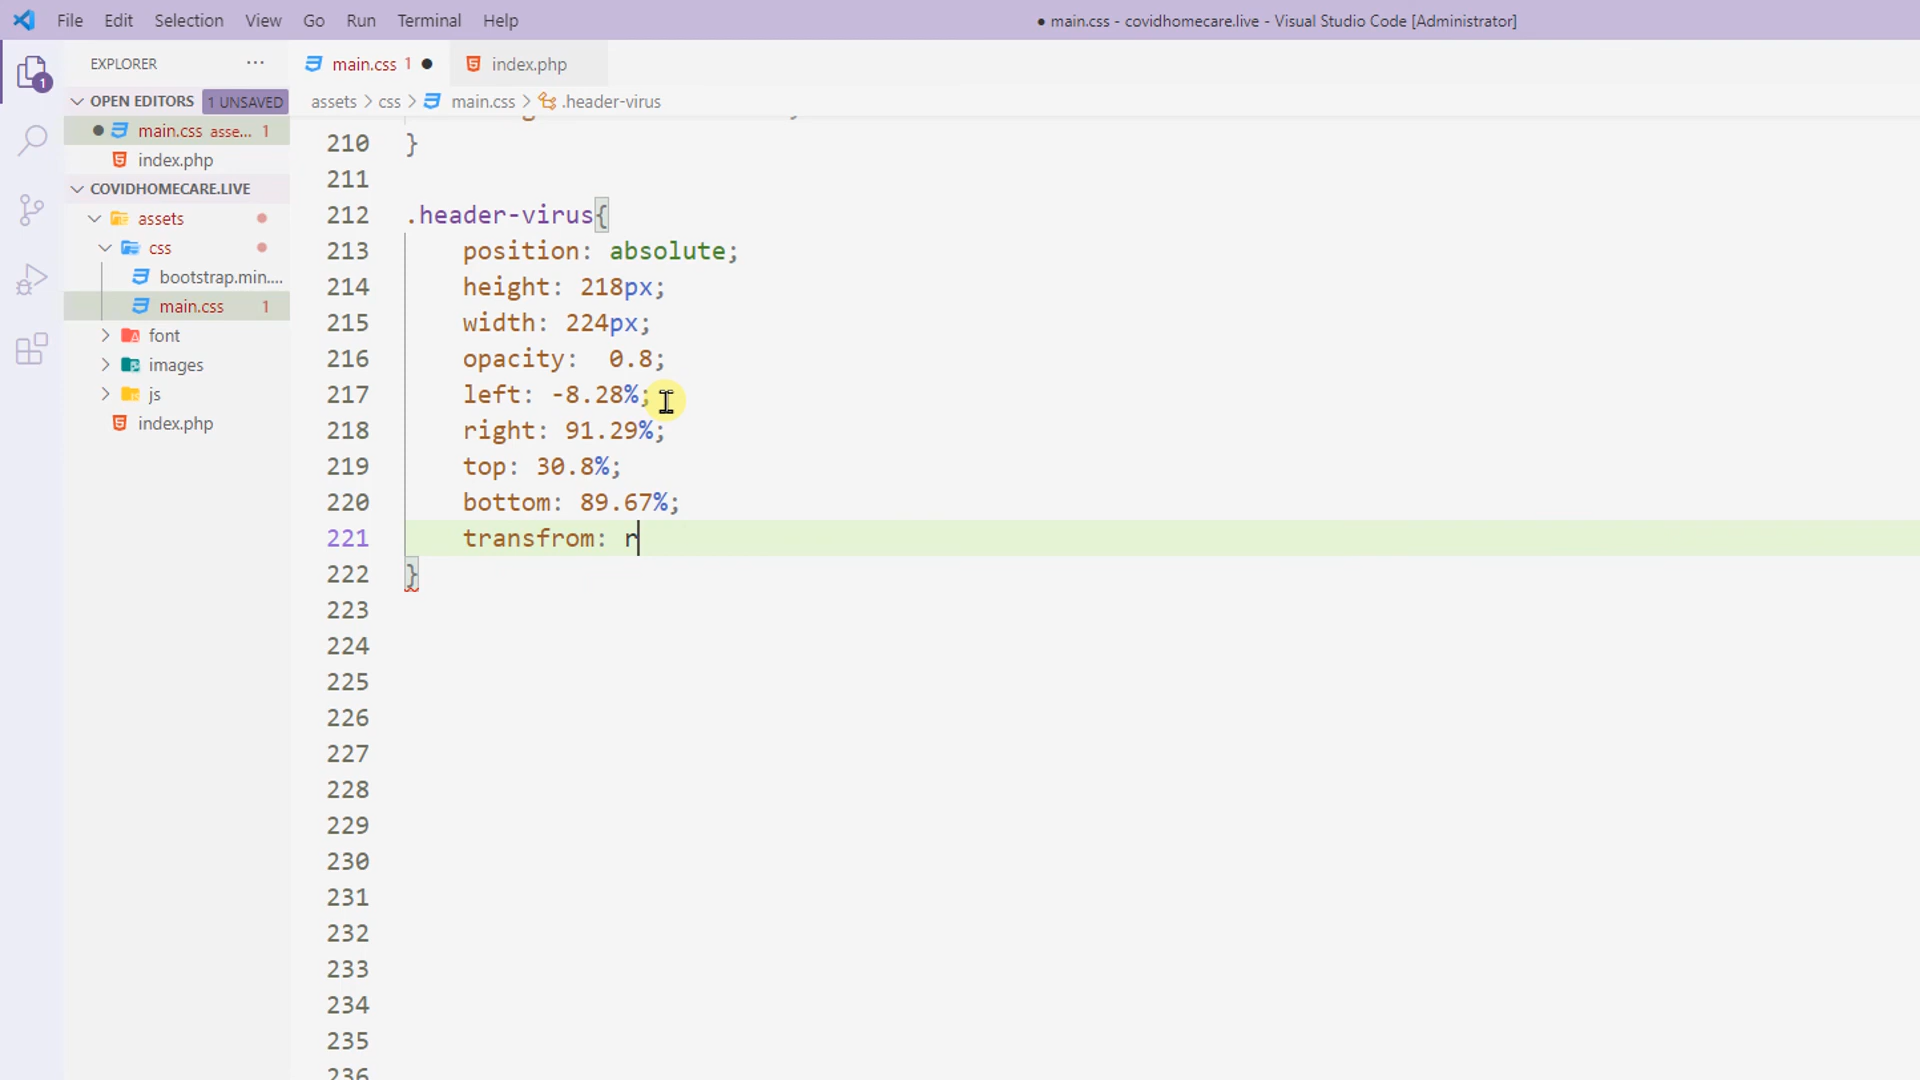 File Edit Selection View Go Run Terminal Help
● main.css - covidhomecare.live - Visual Studio Code [Administrator]
EXPLORER ...
main.css 1 ●
index.php
OPEN EDITORS 1 UNSAVED
● main.css asse... 1
index.php
COVIDHOMECARE.LIVE
assets
css
bootstrap.min....
main.css 1
font
images
js
index.php
1
assets > css > main.css > .header-virus
210 }
211
212 .header-virus{
213 position: absolute;
214 height: 218px;
215 width: 224px;
216 opacity:  0.8;
217 left: -8.28%;
218 right: 91.29%;
219 top: 30.8%;
220 bottom: 89.67%;
221 transfrom: r
222 }
223
224
225
226
227
228
229
230
231
232
233
234
235
236